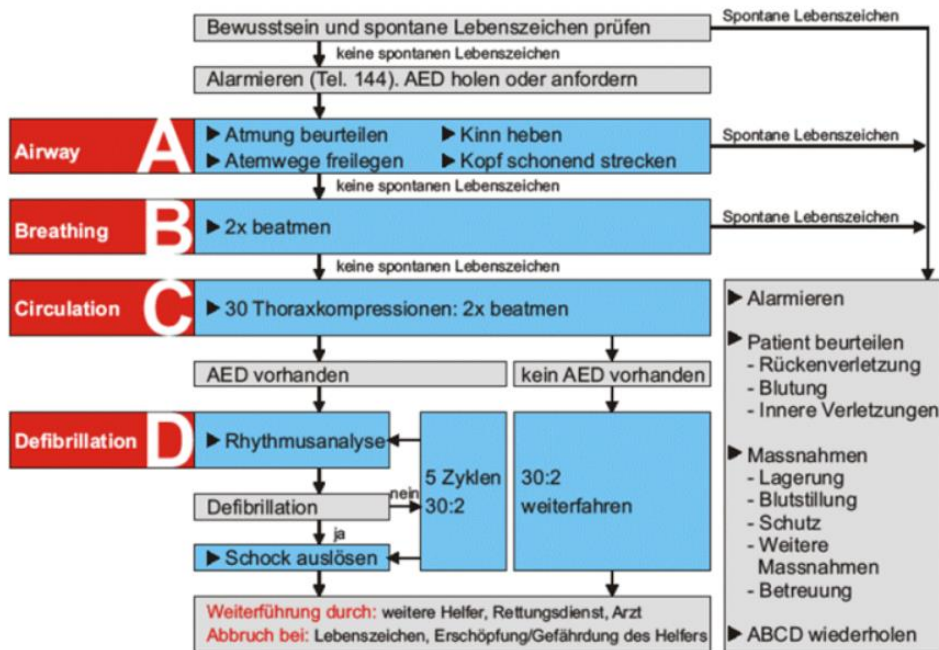 Bewusstsein und spontane Lebenszeichen prüfen
Spontane Lebenszeichen
keine spontanen Lebenszeichen
Alarmieren (Tel. 144). AED holen oder anfordern
Airway
A
▶ Atmung beurteilen
▶ Kinn heben
▶ Atemwege freilegen
▶ Kopf schonend strecken
Spontane Lebenszeichen
keine spontanen Lebenszeichen
Breathing
B
▶ 2x beatmen
Spontane Lebenszeichen
keine spontanen Lebenszeichen
Circulation
C
▶ 30 Thoraxkompressionen: 2x beatmen
AED vorhanden
kein AED vorhanden
Defibrillation
D
▶ Rhythmusanalyse
Defibrillation
nein
ja
▶ Schock auslösen
5 Zyklen
30:2
30:2
weiterfahren
Weiterführung durch: weitere Helfer, Rettungsdienst, Arzt
Abbruch bei: Lebenszeichen, Erschöpfung/Gefährdung des Helfers
▶ Alarmieren
▶ Patient beurteilen
- Rückenverletzung
- Blutung
- Innere Verletzungen
▶ Massnahmen
- Lagerung
- Blutstillung
- Schutz
- Weitere
Massnahmen
- Betreuung
▶ ABCD wiederholen